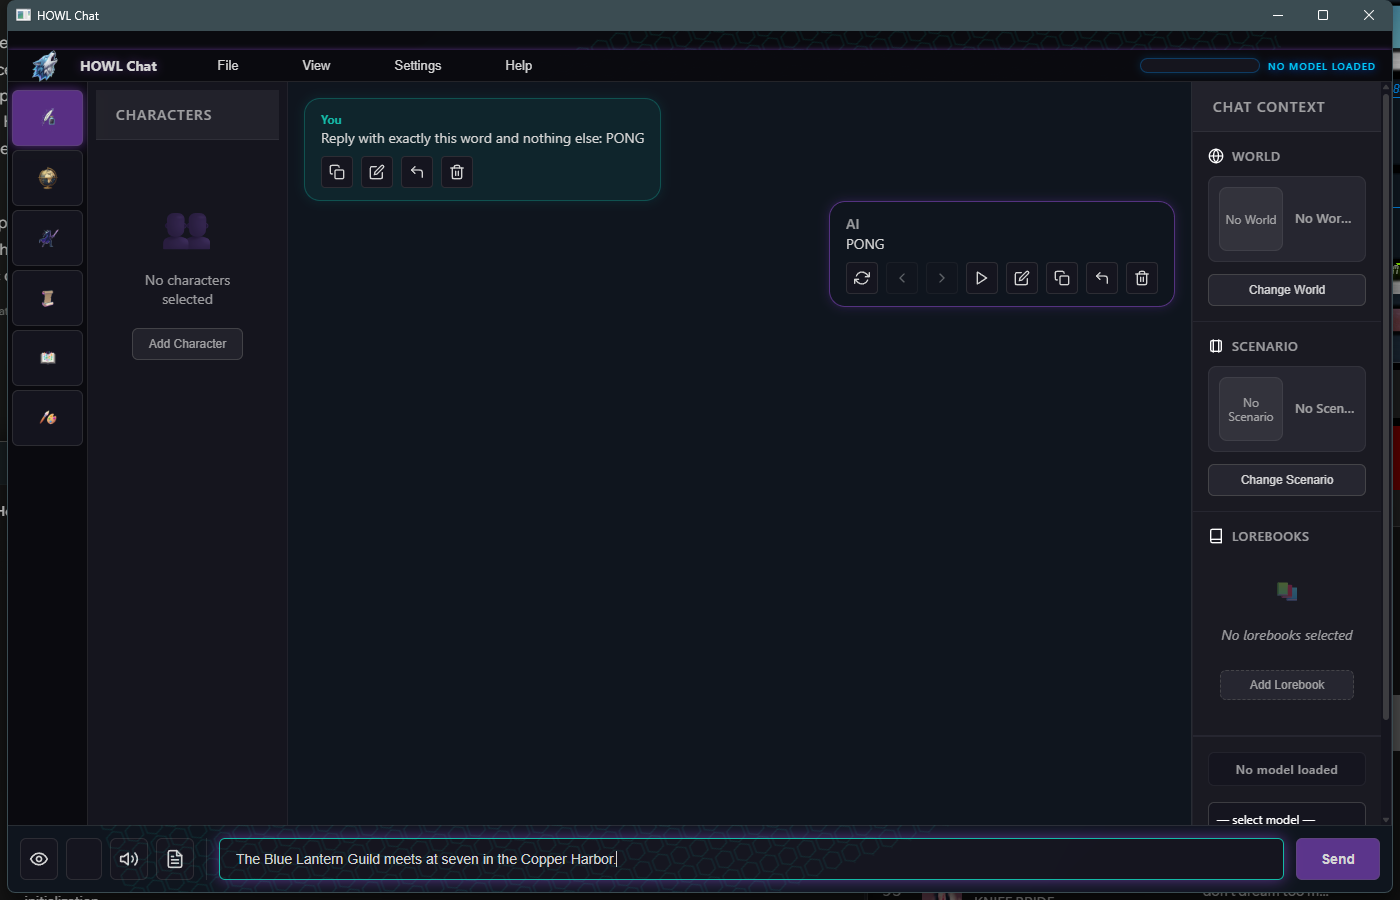 HOWL Chat
HOWL Chat
File
View
Settings
Help
NO MODEL LOADED
CHARACTERS
No characters
selected
Add Character
You
Reply with exactly this word and nothing else: PONG
AI
PONG
CHAT CONTEXT
WORLD
No World
No Wor...
Change World
SCENARIO
No
Scenario
No Scen...
Change Scenario
LOREBOOKS
No lorebooks selected
Add Lorebook
No model loaded
— select model —
The Blue Lantern Guild meets at seven in the Copper Harbor.
Send